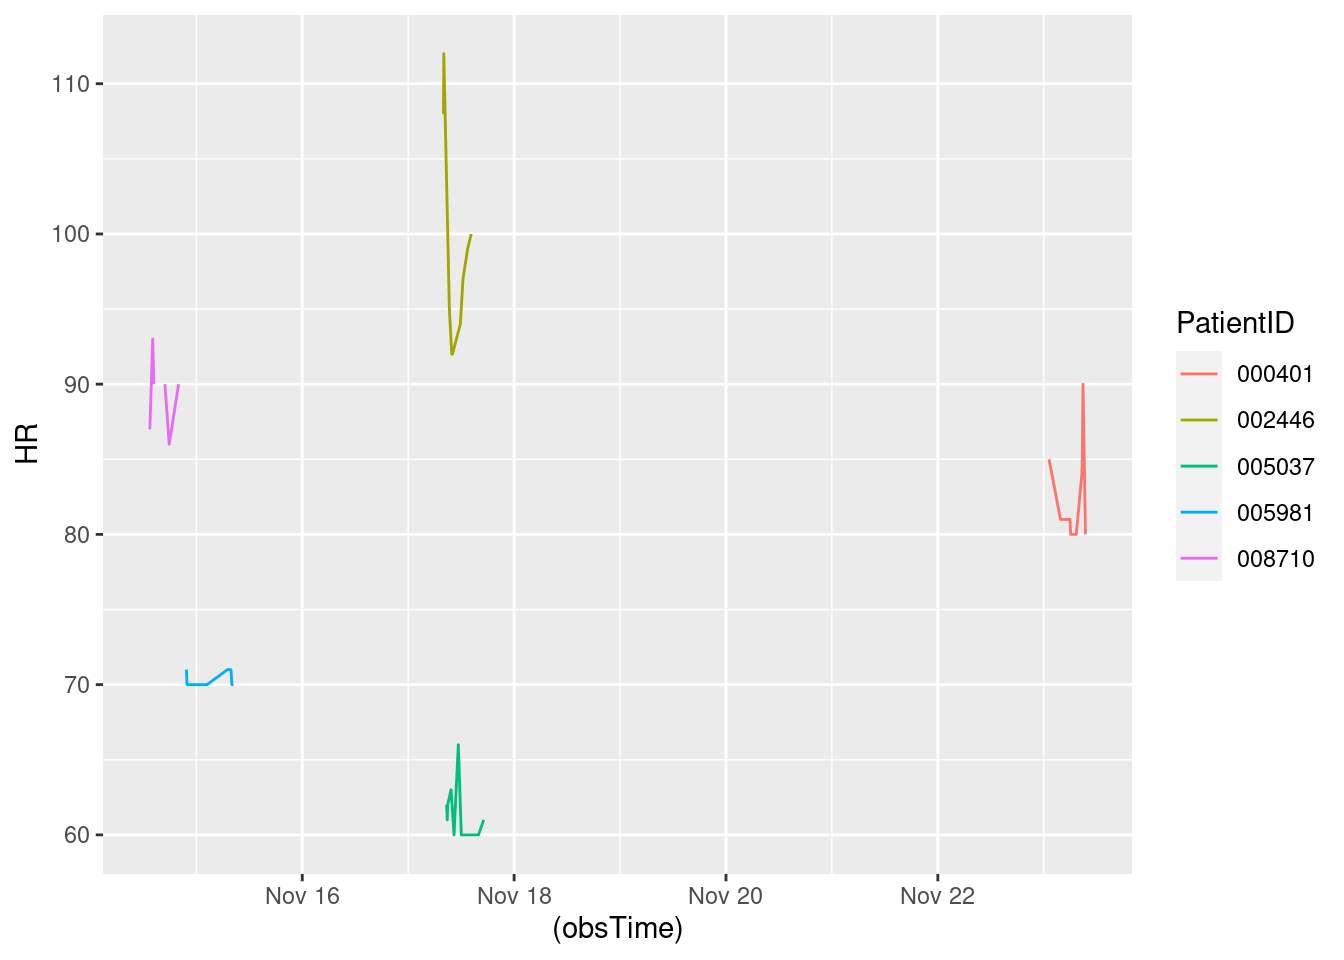 110
100
90
80
70
60
HR
Nov 16
Nov 18
Nov 20
Nov 22
(obsTime)
PatientID
000401
002446
005037
005981
008710